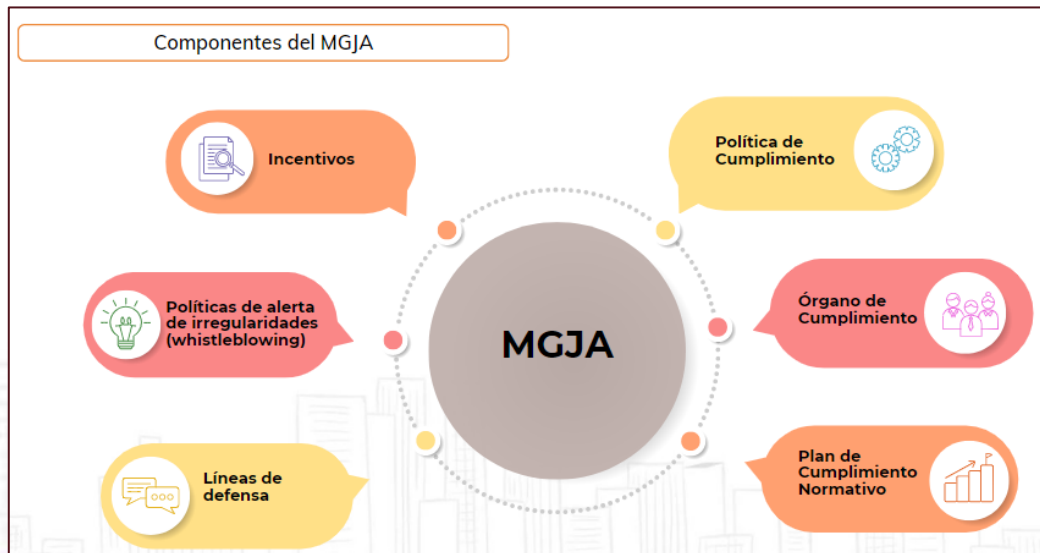 Componentes del MGJA
Incentivos
Política de
Cumplimiento
Políticas de alerta
de irregularidades
(whistleblowing)
Órgano de
Cumplimiento
MGJA
Líneas de
defensa
Plan de
Cumplimiento
Normativo